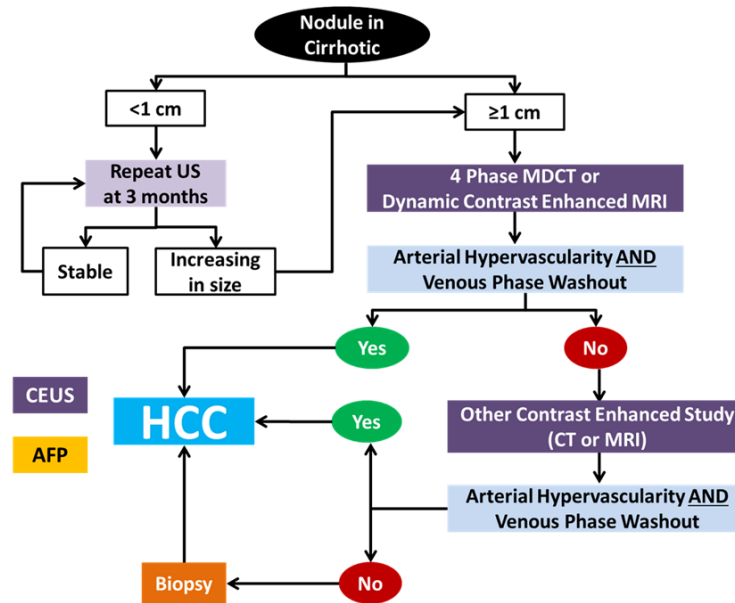 Nodule in
Cirrhotic
<1 cm
≥1 cm
Repeat US
at 3 months
4 Phase MDCT or
Dynamic Contrast Enhanced MRI
Stable
Increasing
in size
Arterial Hypervascularity AND
Venous Phase Washout
Yes
No
CEUS
HCC
Yes
Other Contrast Enhanced Study
(CT or MRI)
AFP
Arterial Hypervascularity AND
Venous Phase Washout
Biopsy
No